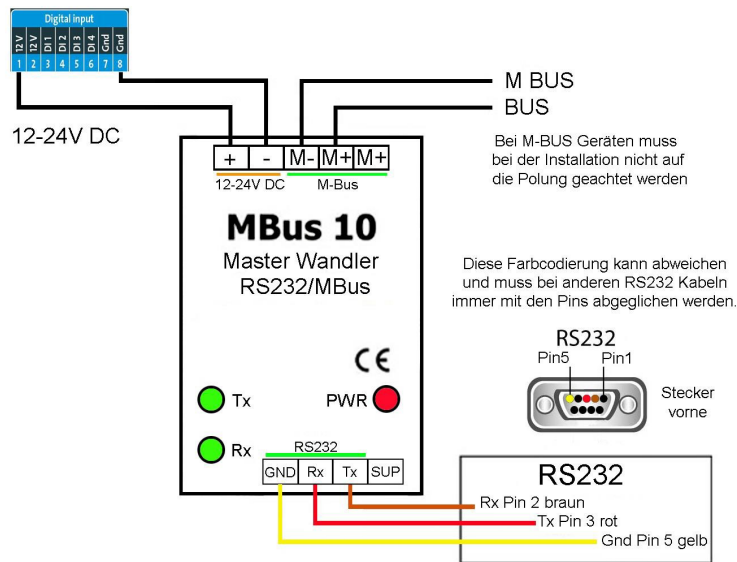 Digital input
12 V 12 V DI 1 DI 2 DI 3 DI 4 Gnd Gnd
1 2 3 4 5 6 7 8
12-24V DC
M BUS
BUS
Bei M-BUS Geräten muss
bei der Installation nicht auf
die Polung geachtet werden
+ - M- M+ M+
12-24V DC M-Bus
MBus 10
Master Wandler
RS232/MBus
CE
Tx PWR
Rx
RS232
GND Rx Tx SUP
Diese Farbcodierung kann abweichen
und muss bei anderen RS232 Kabeln
immer mit den Pins abgeglichen werden.
RS232
Pin5 Pin1
Stecker
vorne
RS232
Rx Pin 2 braun
Tx Pin 3 rot
Gnd Pin 5 gelb